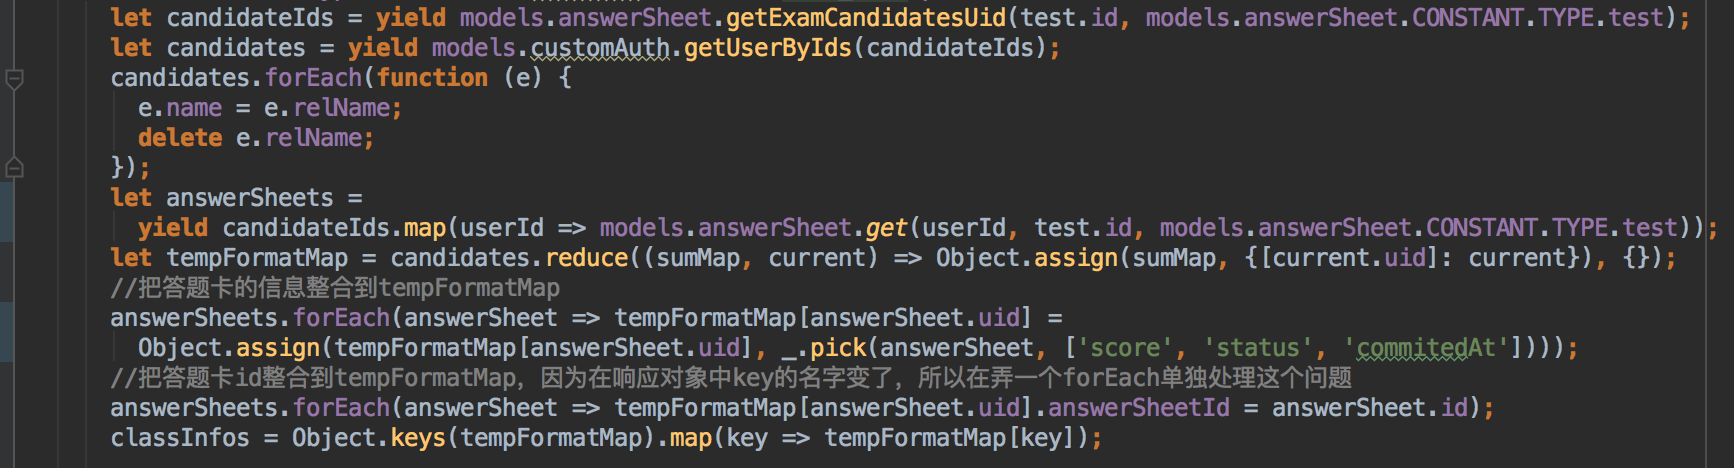 let candidateIds = yield models.answerSheet.getExamCandidatesUid(test.id, models.answerSheet.CONSTANT.TYPE.test);
let candidates = yield models.customAuth.getUserByIds(candidateIds);
candidates.forEach(function (e) {
e.name = e.relName;
delete e.relName;
});
let answerSheets =
yield candidateIds.map(userId => models.answerSheet.get(userId, test.id, models.answerSheet.CONSTANT.TYPE.test));
let tempFormatMap = candidates.reduce((sumMap, current) => Object.assign(sumMap, {[current.uid]: current}), {});
//把答题卡的信息整合到tempFormatMap
answerSheets.forEach(answerSheet => tempFormatMap[answerSheet.uid] =
Object.assign(tempFormatMap[answerSheet.uid], _.pick(answerSheet, ['score', 'status', 'commitedAt'])));
//把答题卡id整合到tempFormatMap，因为在响应对象中key的名字变了，所以在弄一个forEach单独处理这个问题
answerSheets.forEach(answerSheet => tempFormatMap[answerSheet.uid].answerSheetId = answerSheet.id);
classInfos = Object.keys(tempFormatMap).map(key => tempFormatMap[key]);